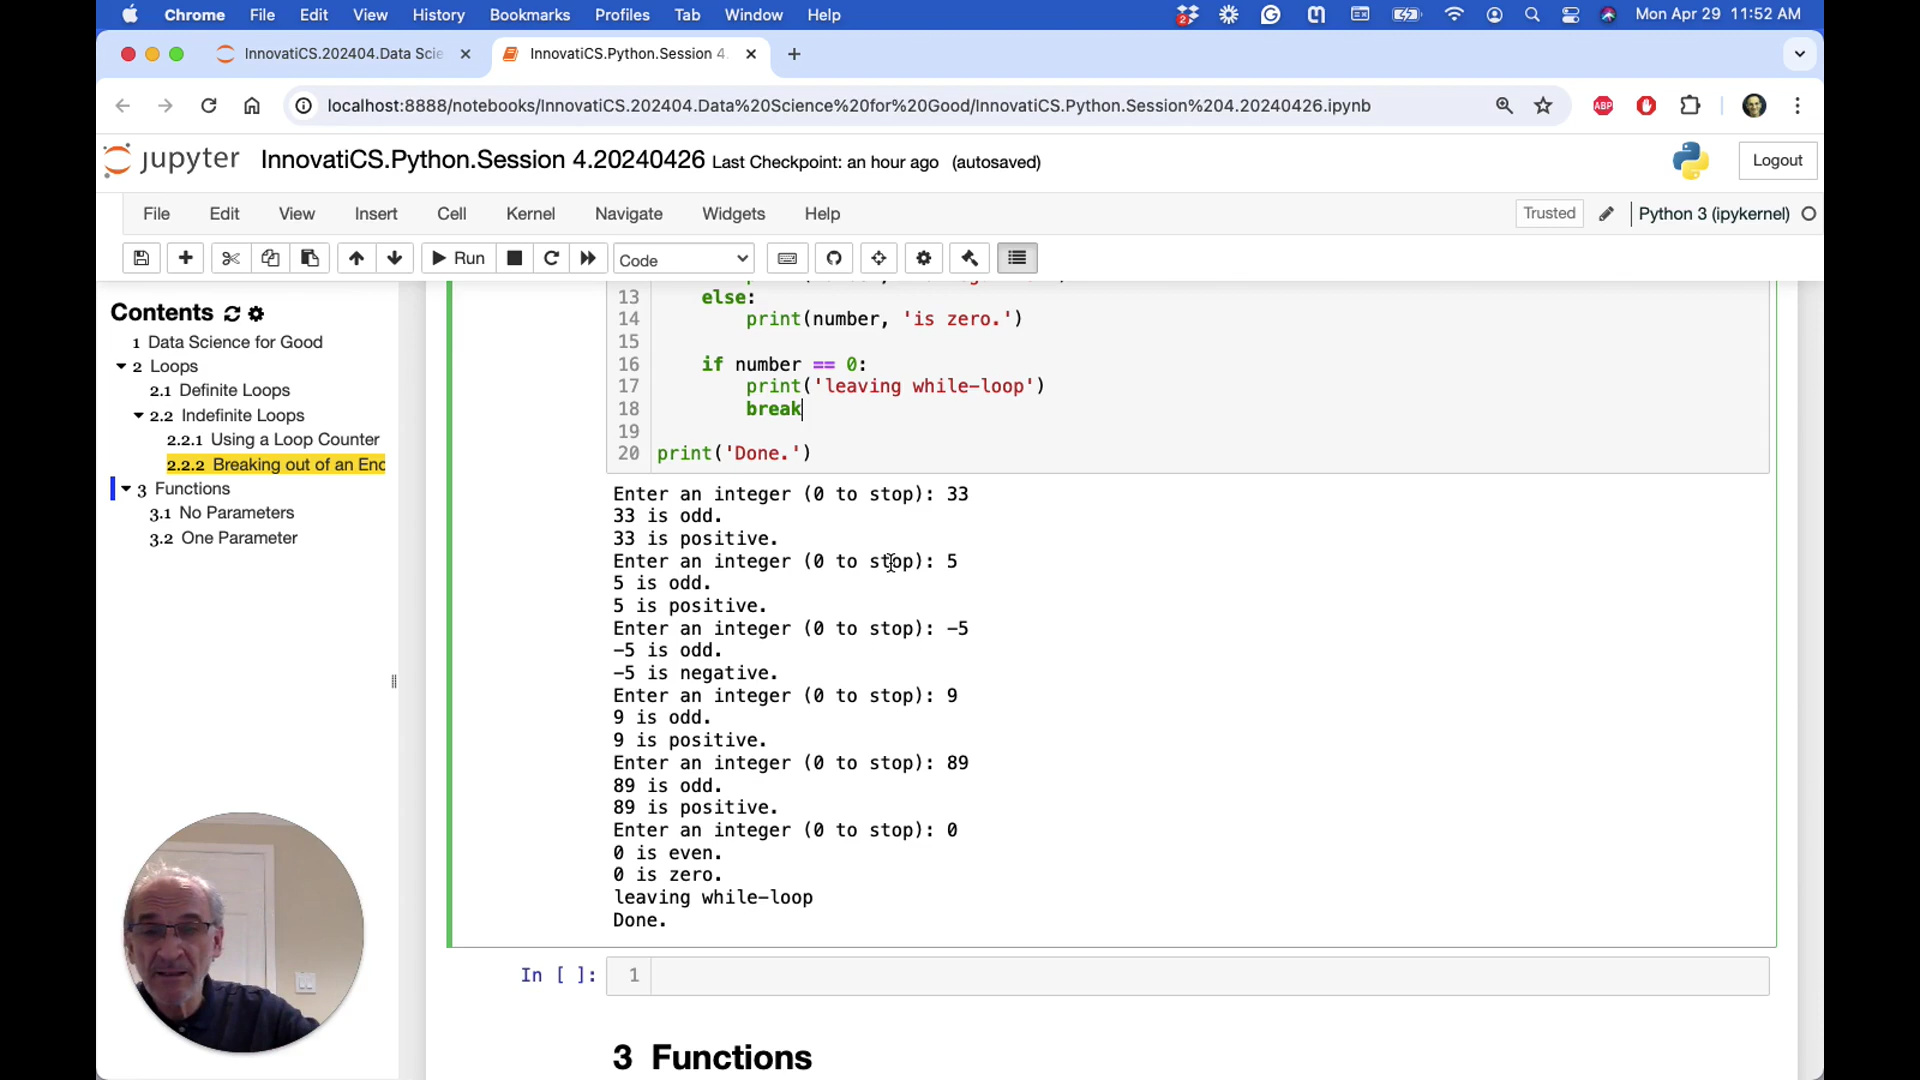 Chrome File Edit View History Bookmarks Profiles Tab Window Help 2 Mon Apr 29 11:52 AM
InnovatiCS.202404.Data Scie InnovatiCS.Python.Session 4.
localhost:8888/notebooks/InnovatiCS.202404.Data%20Science%20for%20Good/InnovatiCS.Python.Session%204.20240426.ipynb ABP
jupyter InnovatiCS.Python.Session 4.20240426 Last Checkpoint: an hour ago (autosaved) Logout
File Edit View Insert Cell Kernel Navigate Widgets Help Trusted Python 3 (ipykernel)
Run Code
Contents
1 Data Science for Good
2 Loops
2.1 Definite Loops
2.2 Indefinite Loops
2.2.1 Using a Loop Counter
2.2.2 Breaking out of an Enc
3 Functions
3.1 No Parameters
3.2 One Parameter
13 else:
14 print(number, 'is zero.')
15
16 if number == 0:
17 print('leaving while-loop')
18 break
19
20 print('Done.')
Enter an integer (0 to stop): 33
33 is odd.
33 is positive.
Enter an integer (0 to stop): 5
5 is odd.
5 is positive.
Enter an integer (0 to stop): -5
-5 is odd.
-5 is negative.
Enter an integer (0 to stop): 9
9 is odd.
9 is positive.
Enter an integer (0 to stop): 89
89 is odd.
89 is positive.
Enter an integer (0 to stop): 0
0 is even.
0 is zero.
leaving while-loop
Done.
In [ ]: 1
3 Functions